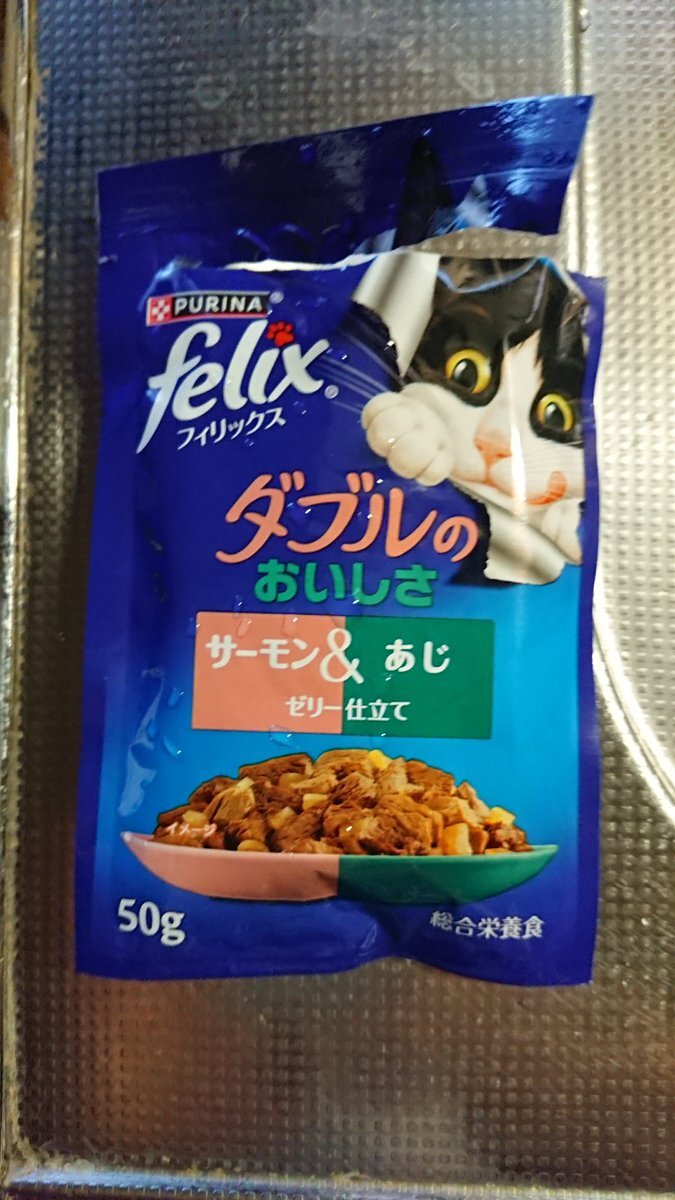 PURINA®
felix®
フィリックス
ダブルの
おいしさ
サーモン&あじ
ゼリー仕立て
イメージ
50g
総合栄養食